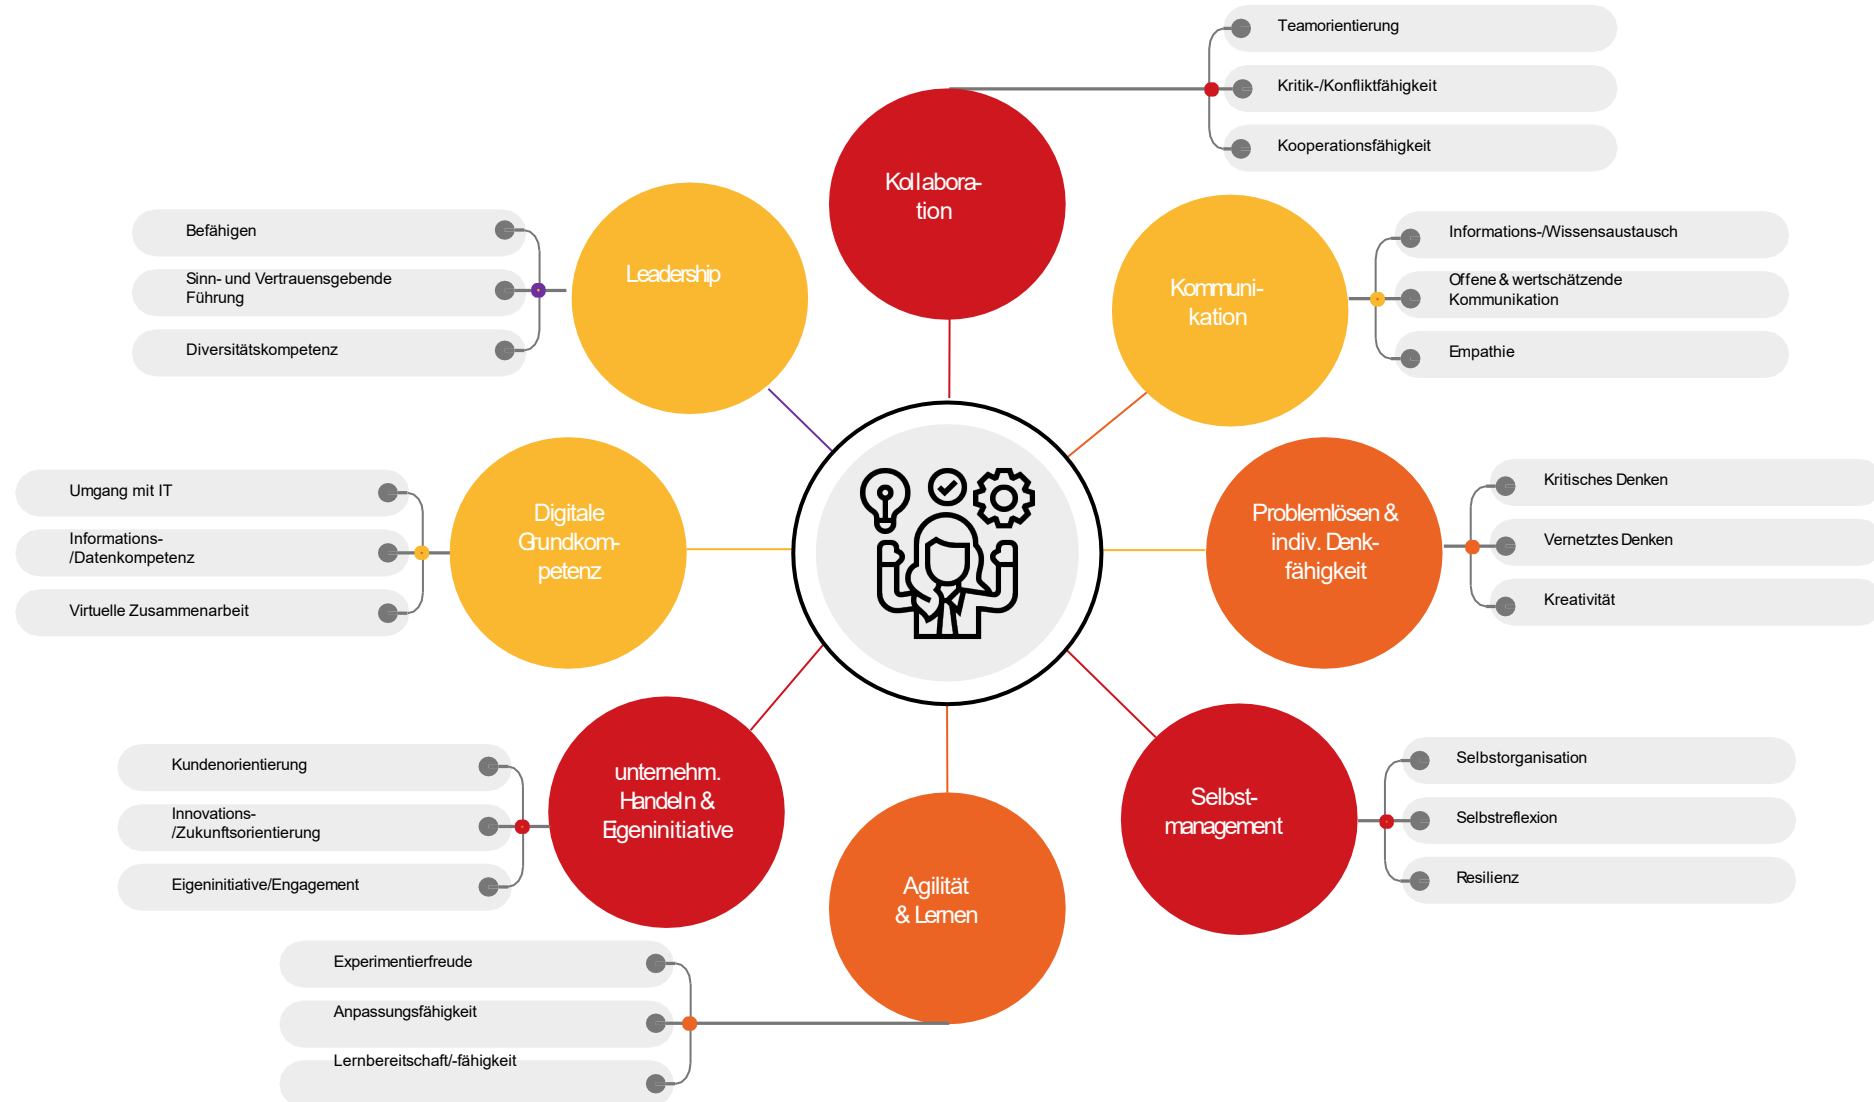 Teamorientierung
Kritik-/Konfliktfähigkeit
Kooperationsfähigkeit
Kollabora-
tion
Befähigen
Sinn- und Vertrauensgebende
Führung
Diversitätskompetenz
Leadership
Kommuni-
kation
Informations-/Wissensaustausch
Offene & wertschätzende
Kommunikation
Empathie
Umgang mit IT
Informations-
/Datenkompetenz
Virtuelle Zusammenarbeit
Digitale
Grundkom-
petenz
Problemlösen &
indiv. Denk-
fähigkeit
Kritisches Denken
Vernetztes Denken
Kreativität
Kundenorientierung
Innovations-
/Zukunftsorientierung
Eigeninitiative/Engagement
unternehm.
Handeln &
Eigeninitiative
Selbst-
management
Selbstorganisation
Selbstreflexion
Resilienz
Agilität
& Lernen
Experimentierfreude
Anpassungsfähigkeit
Lernbereitschaft/-fähigkeit